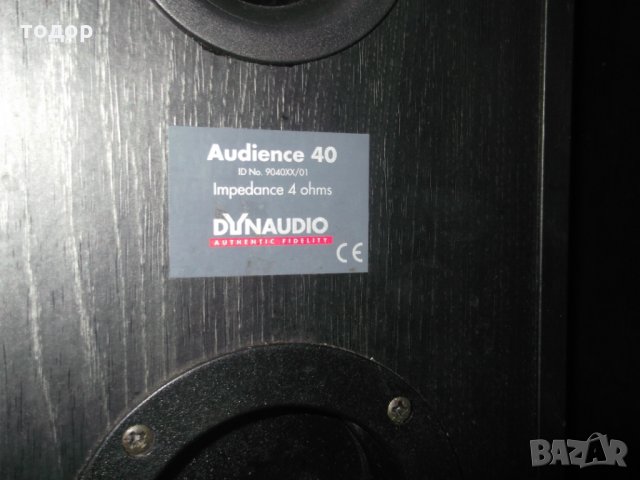 тодор
Audience 40
ID No. 9040XX/01
Impedance 4 ohms
DYNAUDIO
AUTHENTIC FIDELITY
CE
BAZAR